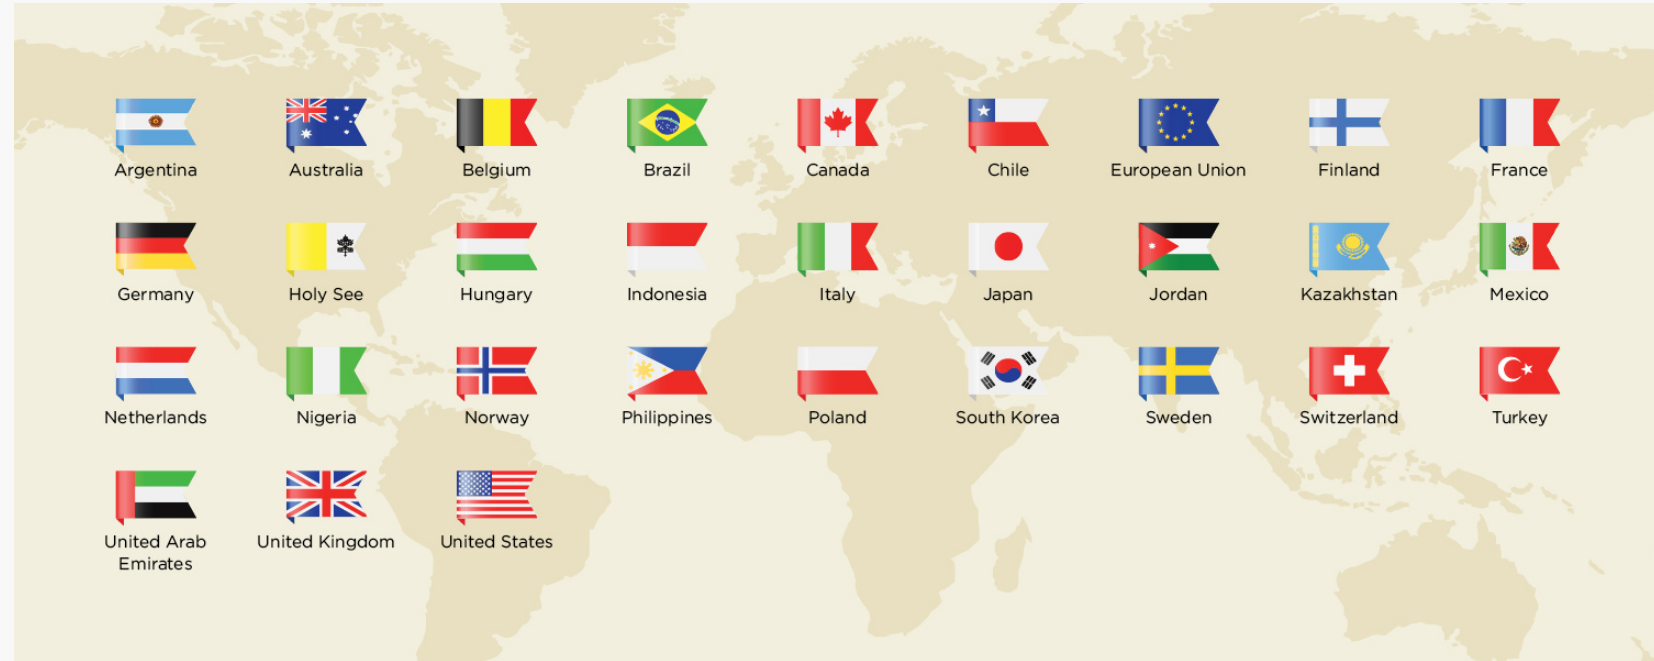 Argentina
Australia
Belgium
Brazil
Canada
Chile
European Union
Finland
France
Germany
Holy See
Hungary
Indonesia
Italy
Japan
Jordan
Kazakhstan
Mexico
Netherlands
Nigeria
Norway
Philippines
Poland
South Korea
Sweden
Switzerland
Turkey
United Arab
Emirates
United Kingdom
United States